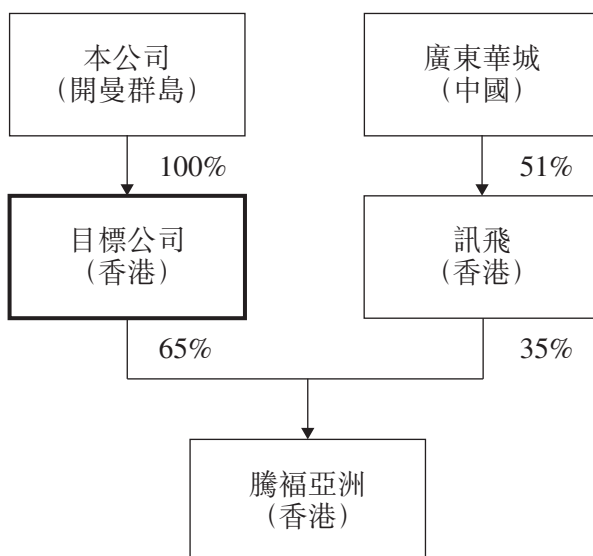 本公司
（開曼群島）
廣東華城
（中國）
100%
51%
目標公司
（香港）
訊飛
（香港）
65%
35%
騰福亞洲
（香港）